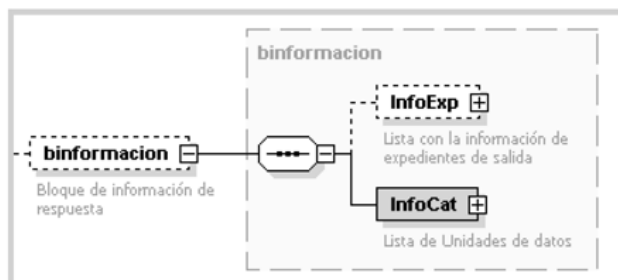 binformacion
InfoExp
Lista con la información de
expedientes de salida
binformacion
Bloque de información de
respuesta
InfoCat
Lista de Unidades de datos